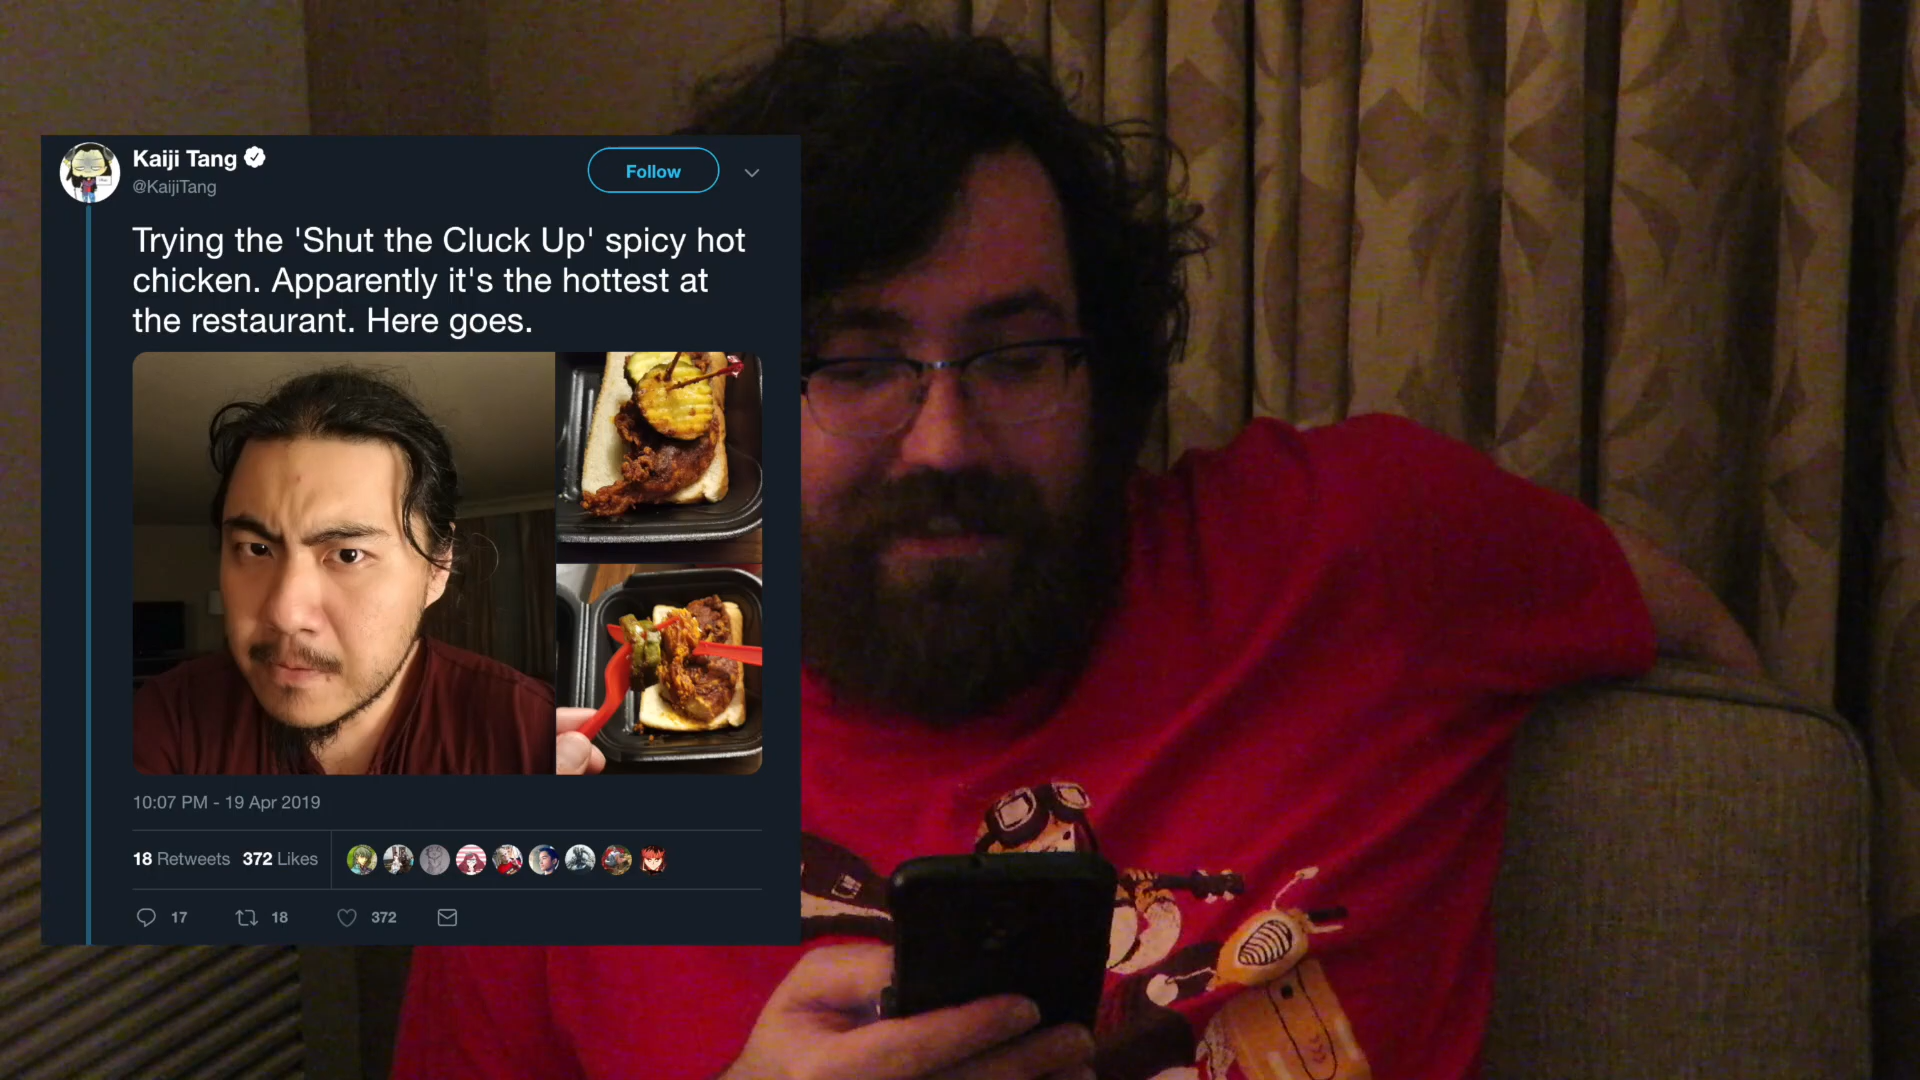 Kaiji Tang
@KaijiTang
Follow
Trying the 'Shut the Cluck Up' spicy hot
chicken. Apparently it's the hottest at
the restaurant. Here goes.
10:07 PM - 19 Apr 2019
18 Retweets 372 Likes
17 18 372